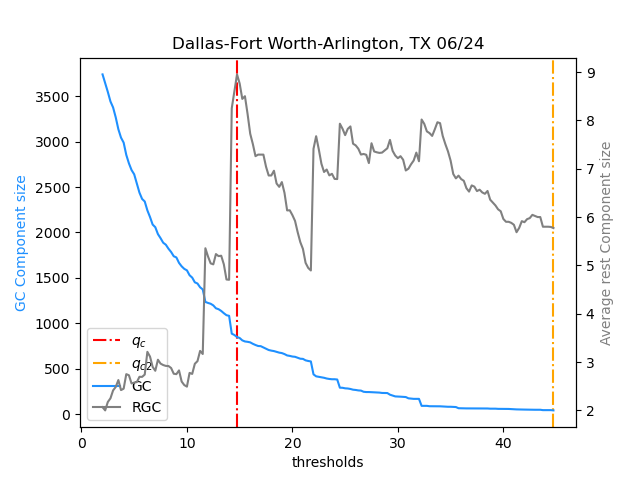 Dallas-Fort Worth-Arlington, TX 06/24
GC Component size
Average rest Component size
3500
3000
2500
2000
1500
1000
500
0
9
8
7
6
5
4
3
2
q_c
q_c2
GC
RGC
0 10 20 30 40
thresholds